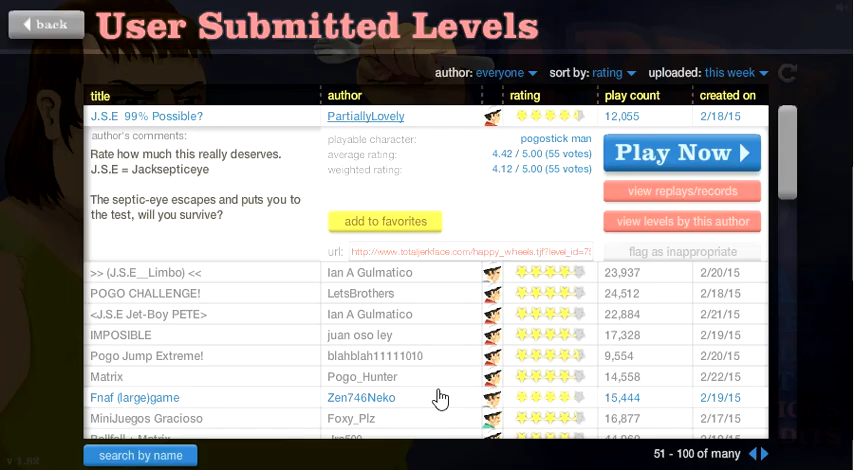 back
User Submitted Levels
author: everyone sort by: rating uploaded: this week
title author rating play count created on
J.S.E 99% Possible? PartiallyLovely 12,055 2/18/15
author's comments:
Rate how much this really deserves.
J.S.E = Jacksepticeye
The septic-eye escapes and puts you
to the test, will you survive?
playable character: pogostick man
average rating: 4.42 / 5.00 (55 votes)
weighted rating: 4.12 / 5.00 (55 votes)
add to favorites
url: http://www.totaljerkface.com/happy_wheels.tjf?level_id=7
Play Now
view replays/records
view levels by this author
flag as inappropriate
>> (J.S.E__Limbo) << Ian A Gulmatico 23,937 2/20/15
POGO CHALLENGE! LetsBrothers 24,512 2/18/15
<J.S.E Jet-Boy PETE> Ian A Gulmatico 22,884 2/21/15
IMPOSIBLE juan oso ley 17,328 2/19/15
Pogo Jump Extreme! blahblah11111010 9,554 2/20/15
Matrix Pogo_Hunter 14,558 2/22/15
Fnaf (large)game Zen746Neko 15,444 2/19/15
MiniJuegos Gracioso Foxy_Plz 16,877 2/17/15
search by name
51 - 100 of many